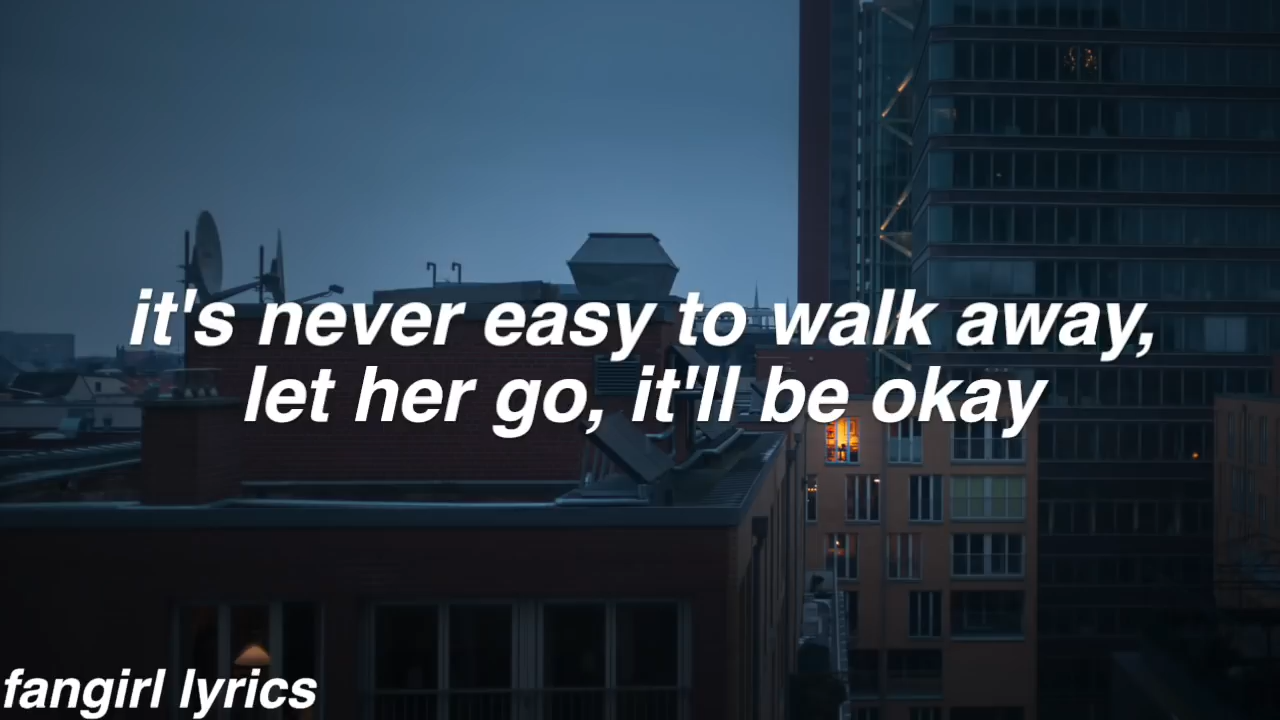 it's never easy to walk away,
let her go, it'll be okay
fangirl lyrics